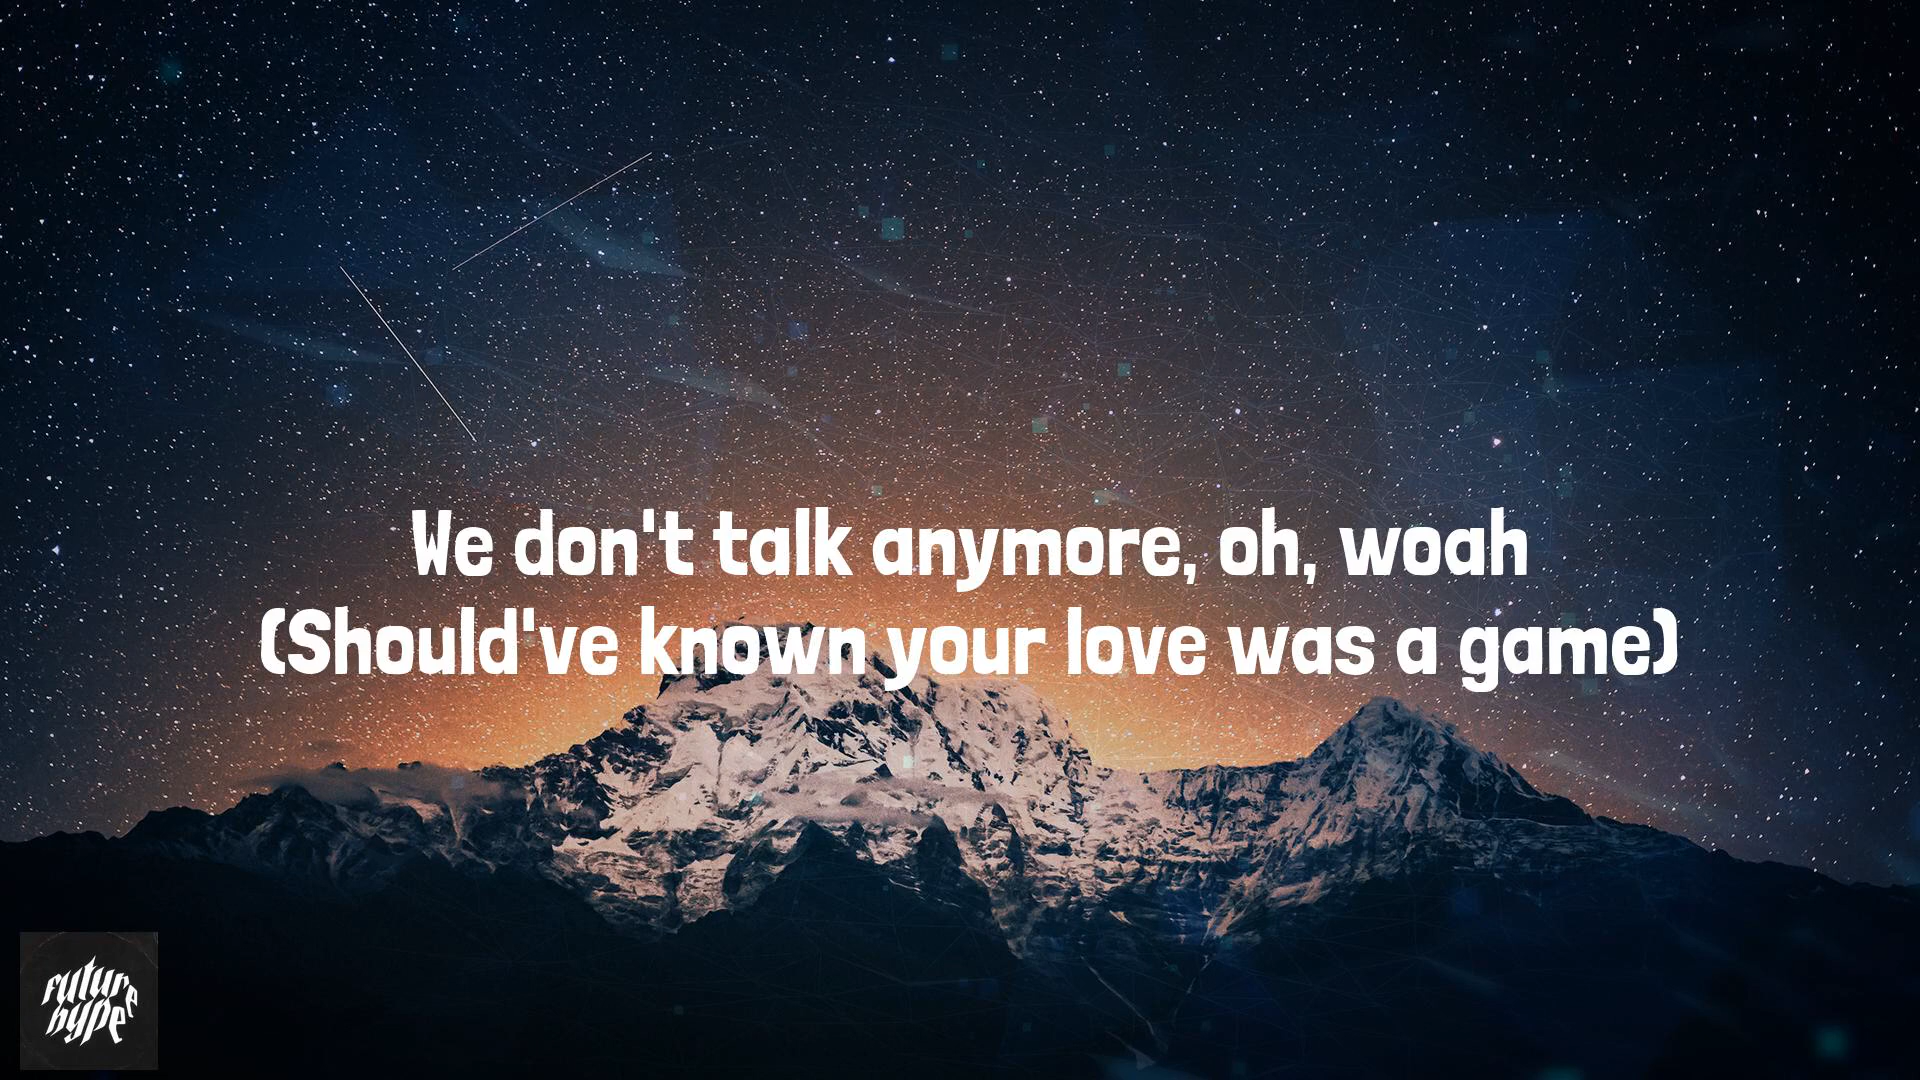 We don't talk anymore, oh, woah
(Should've known your love was a game)
future
hype